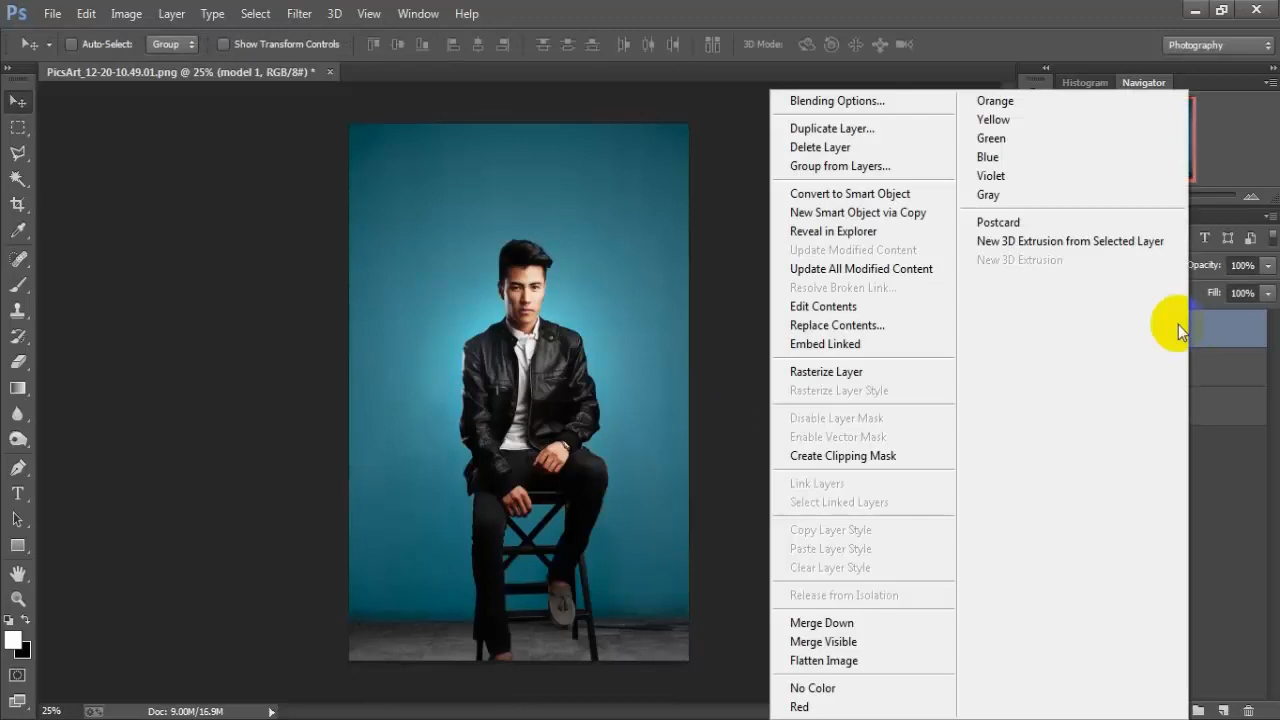 Ps File Edit Image Layer Type Select Filter 3D View Window Help
Auto-Select: Group Show Transform Controls 3D Mode: Photography
PicsArt_12-20-10.49.01.png @ 25% (model 1, RGB/8#) * ×
Histogram Navigator
Blending Options...
Duplicate Layer...
Delete Layer
Group from Layers...
Convert to Smart Object
New Smart Object via Copy
Reveal in Explorer
Update Modified Content
Update All Modified Content
Resolve Broken Link...
Edit Contents
Replace Contents...
Embed Linked
Rasterize Layer
Rasterize Layer Style
Disable Layer Mask
Enable Vector Mask
Create Clipping Mask
Link Layers
Select Linked Layers
Copy Layer Style
Paste Layer Style
Clear Layer Style
Release from Isolation
Merge Down
Merge Visible
Flatten Image
No Color
Red
Orange
Yellow
Green
Blue
Violet
Gray
Postcard
New 3D Extrusion from Selected Layer
New 3D Extrusion
Opacity: 100%
Fill: 100%
25% Doc: 9.00M/16.9M